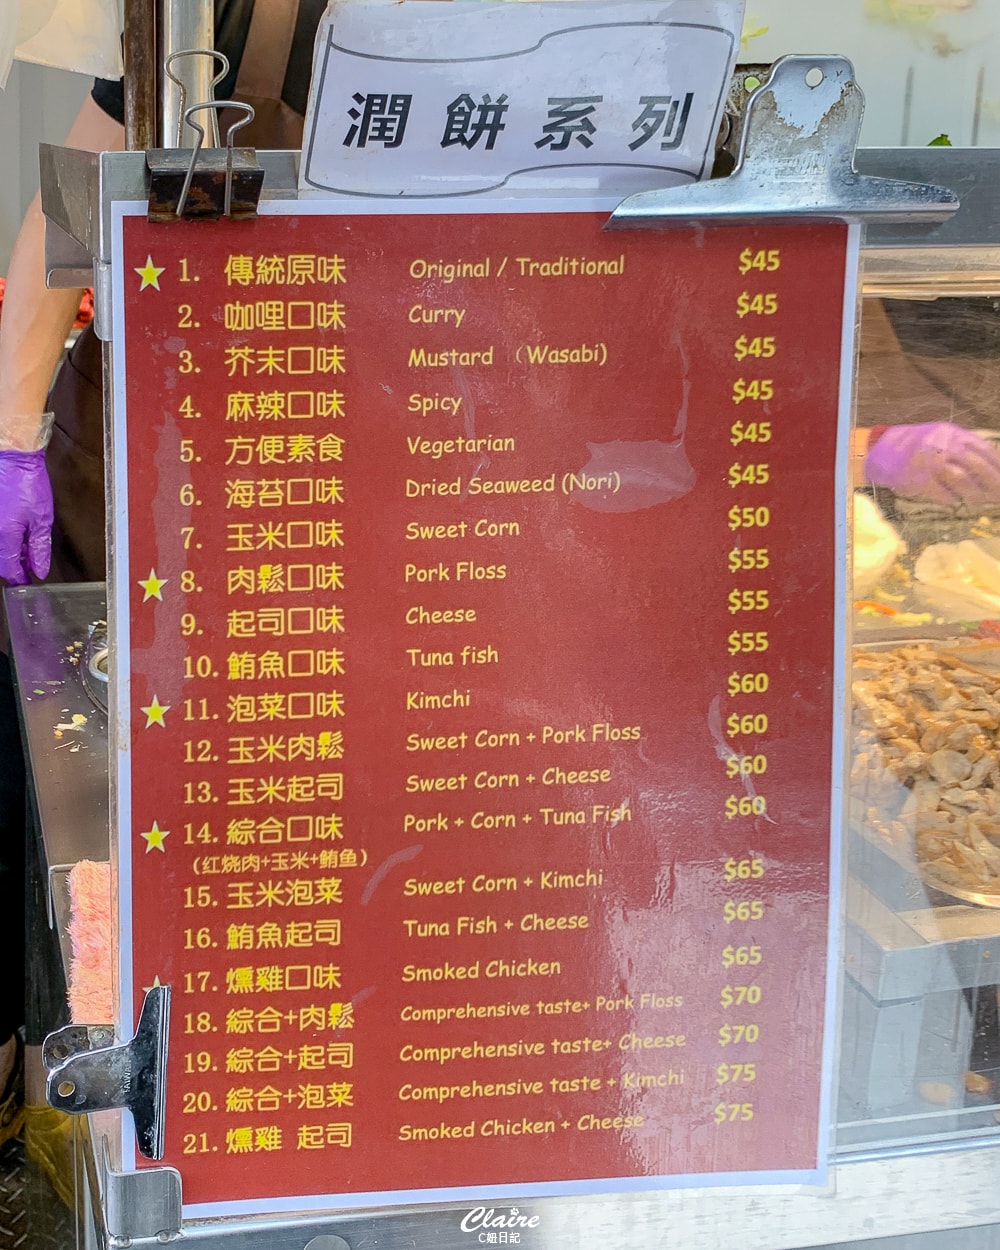 潤餅系列
1. 傳統原味 Original / Traditional $45
2. 咖哩口味 Curry $45
3. 芥末口味 Mustard （Wasabi) $45
4. 麻辣口味 Spicy $45
5. 方便素食 Vegetarian $45
6. 海苔口味 Dried Seaweed (Nori) $45
7. 玉米口味 Sweet Corn $50
8. 肉鬆口味 Pork Floss $55
9. 起司口味 Cheese $55
10. 鮪魚口味 Tuna fish $55
11. 泡菜口味 Kimchi $60
12. 玉米肉鬆 Sweet Corn + Pork Floss $60
13. 玉米起司 Sweet Corn + Cheese $60
14. 綜合口味 Pork + Corn + Tuna Fish $60
（红烧肉+玉米+鲔鱼）
15. 玉米泡菜 Sweet Corn + Kimchi $65
16. 鮪魚起司 Tuna Fish + Cheese $65
17. 燻雞口味 Smoked Chicken $65
18. 綜合+肉鬆 Comprehensive taste+ Pork Floss $70
19. 綜合+起司 Comprehensive taste+ Cheese $70
20. 綜合+泡菜 Comprehensive taste + Kimchi $75
21. 燻雞 起司 Smoked Chicken + Cheese $75
Claire
C妞日記